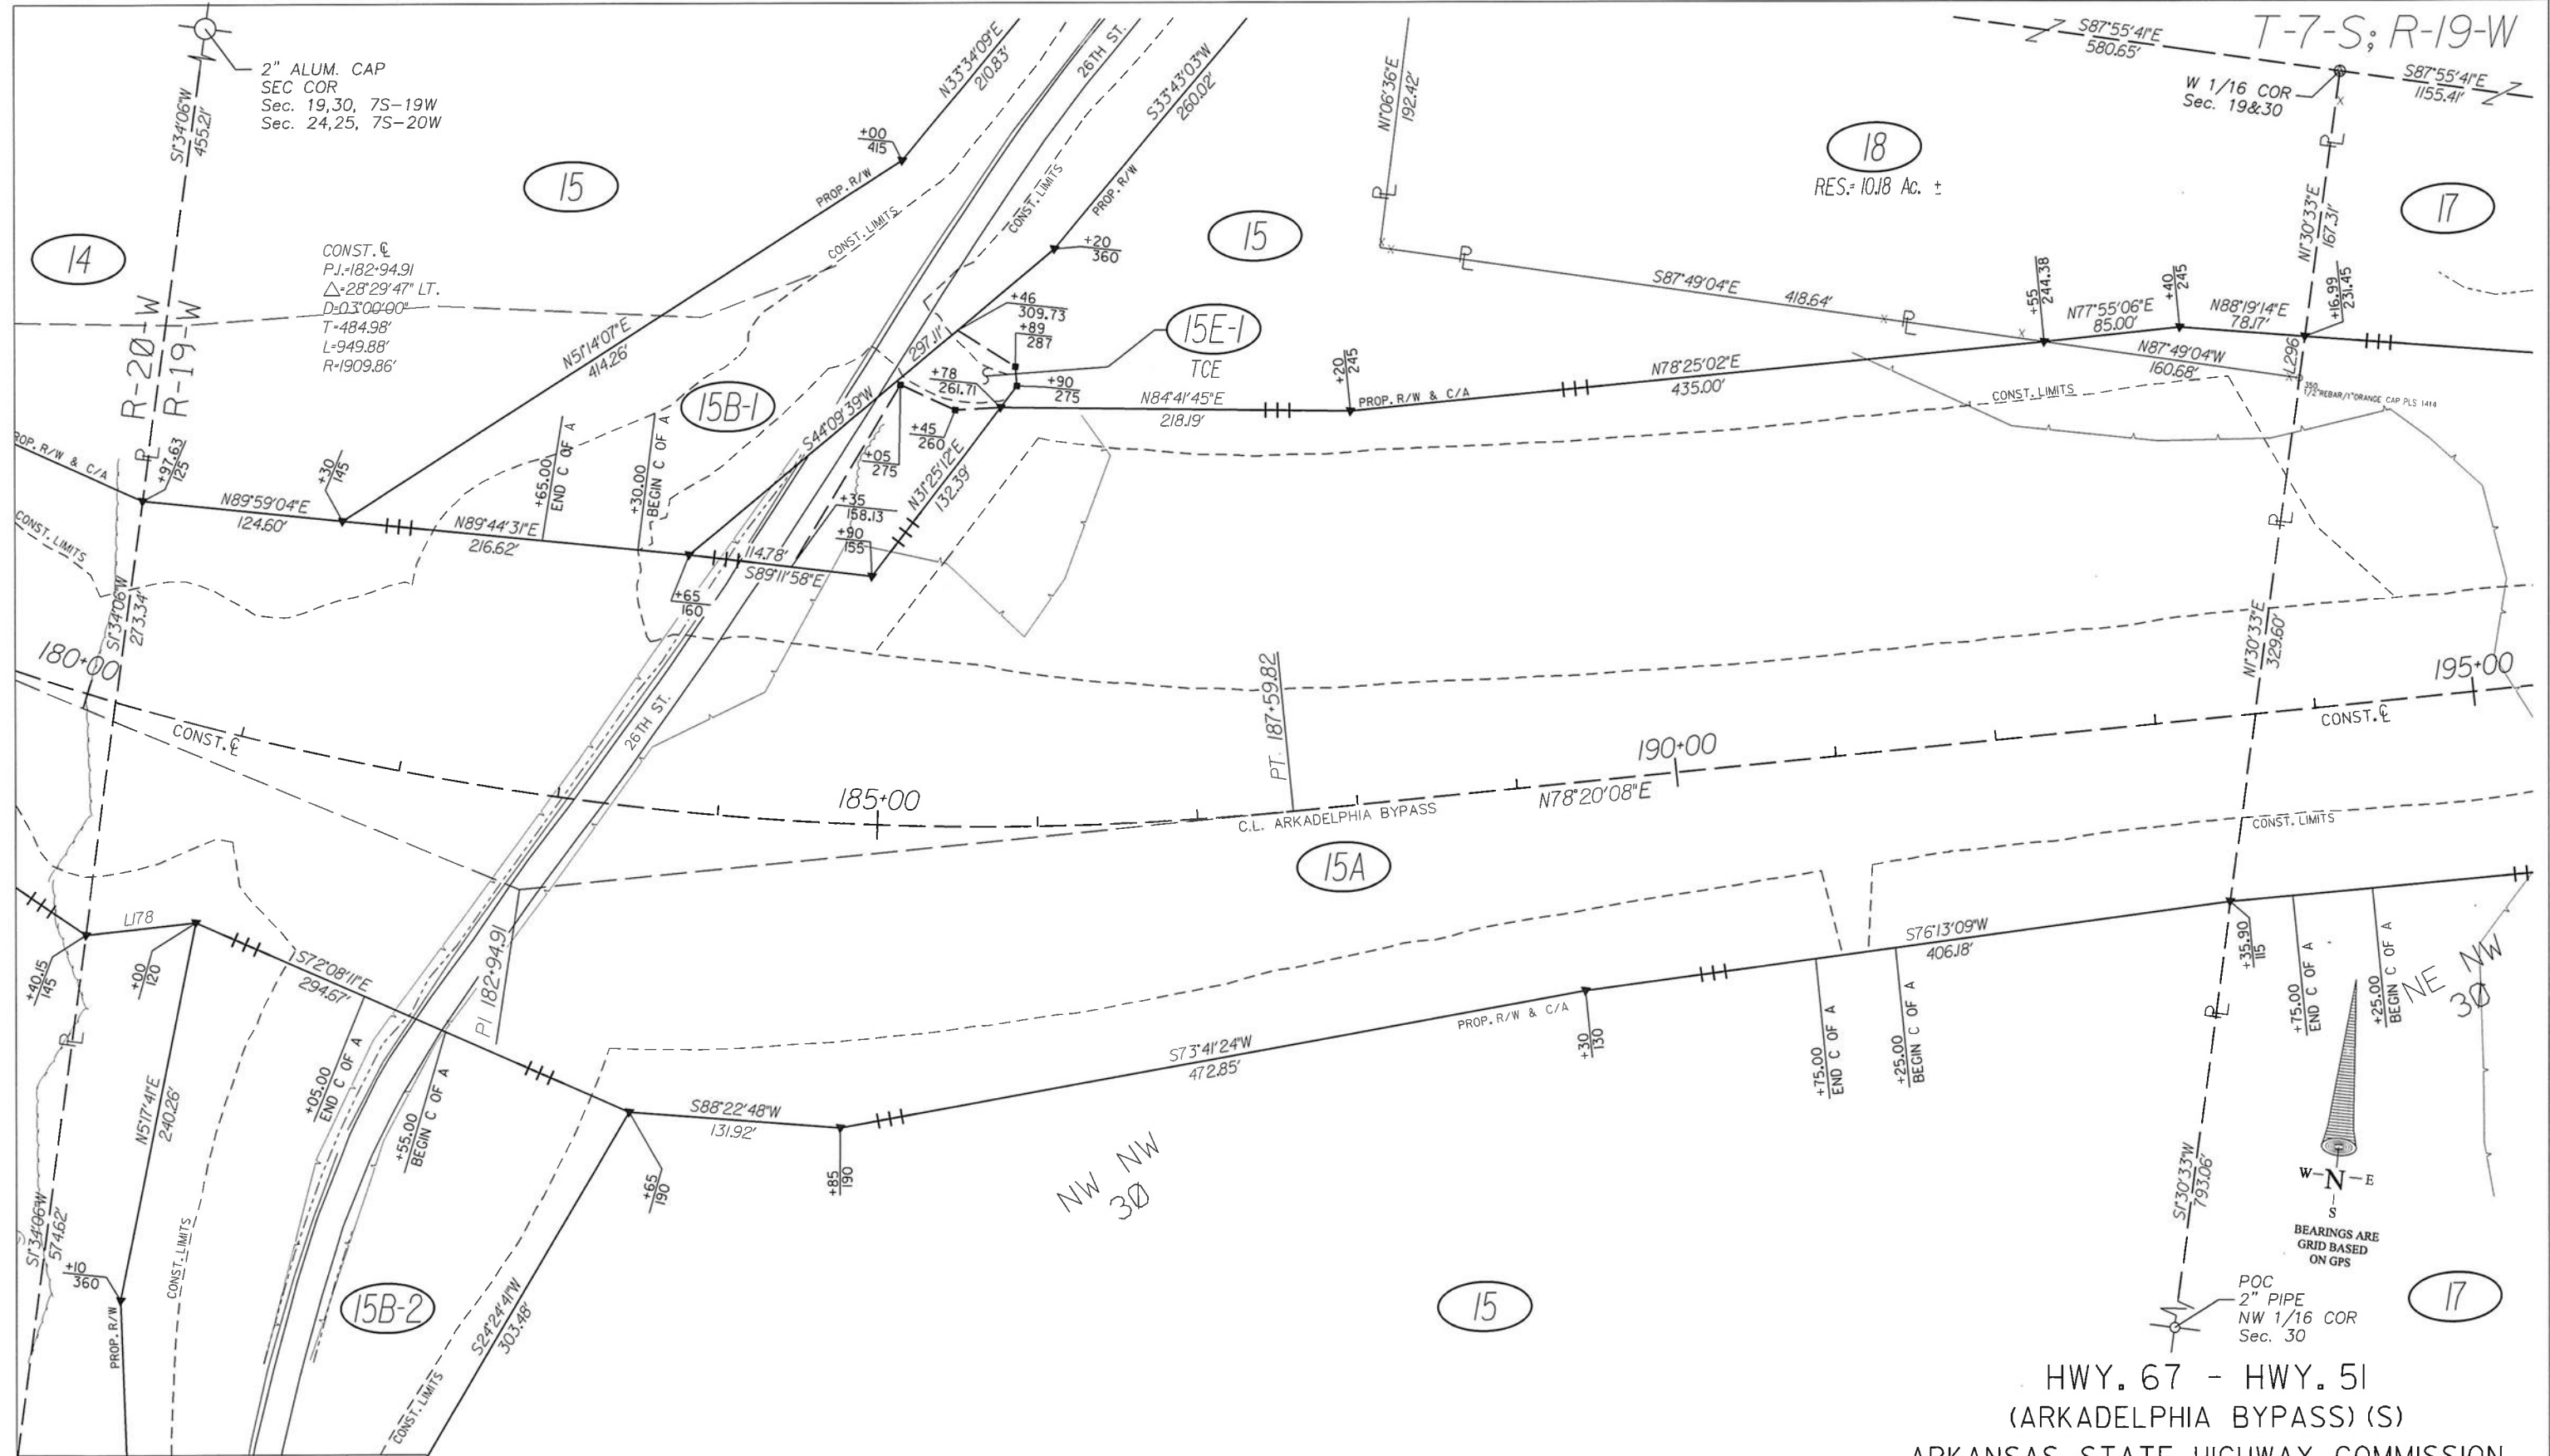 T-7-S; R-19-W
S87°55'41"E
580.65'
S87°55'41"E
1155.41'
W 1/16 COR
Sec. 19&30
2" ALUM. CAP
SEC COR
Sec. 19,30, 7S-19W
Sec. 24,25, 7S-20W
S1°34'06"W
455.21'
N33°34'09"E
210.83'
26TH ST.
S33°43'03"W
260.02'
N1°06'36"E
192.42'
+00
415
PROP. R/W
CONST. LIMITS
CONST. LIMITS
PROP. R/W
15
18
RES.= 10.18 Ac. ±
17
N1°30'33"E
167.31'
14
15
+20
360
CONST. ℄
P.I.=182+94.91
△=28°29'47" LT.
D=03°00'00"
T=484.98'
L=949.88'
R=1909.86'
R-20-W
R-19-W
N51°14'07"E
414.26'
S87°49'04"E
418.64'
+55
244.38
+40
245
+16.99
231.45
N77°55'06"E
85.00'
N88°19'14"E
78.17'
N87°49'04"W
160.68'
L296
350
1/2"REBAR/1"ORANGE CAP PLS 1414
+46
309.73
+89
287
15E-1
TCE
297.11'
S44°09'39"W
+78
261.71
+90
275
+45
260
+05
275
N84°41'45"E
218.19'
+20
245
PROP. R/W & C/A
N78°25'02"E
435.00'
CONST. LIMITS
15B-1
PROP. R/W & C/A
+97.63
125
+30
145
N89°59'04"E
124.60'
N89°44'31"E
216.62'
+65.00
END C OF A
+30.00
BEGIN C OF A
N31°25'12"E
132.39'
+35
158.13
+90
155
114.78'
S89°11'58"E
+65
160
CONST. LIMITS
S1°34'06"W
273.34'
180+00
CONST. ℄
26TH ST.
185+00
PT. 187+59.82
190+00
N78°20'08"E
C.L. ARKADELPHIA BYPASS
N1°30'33"E
329.60'
195+00
CONST. ℄
CONST. LIMITS
15A
L178
+40.15
145
+00
120
S72°08'11"E
294.67'
PI 182+94.91
N5°17'41"E
240.26'
+05.00
END C OF A
+55.00
BEGIN C OF A
S88°22'48"W
131.92'
+65
190
+85
190
S73°41'24"W
472.85'
PROP. R/W & C/A
+30
130
S76°13'09"W
406.18'
+75.00
END C OF A
+25.00
BEGIN C OF A
+35.90
115
+75.00
END C OF A
+25.00
BEGIN C OF A
NE NW
30
NW NW
30
S1°34'06"W
574.62'
+10
360
PROP. R/W
CONST. LIMITS
15B-2
S24°24'41"W
303.48'
CONST. LIMITS
15
S1°30'33"W
793.06'
W-N-E
S
BEARINGS ARE
GRID BASED
ON GPS
POC
2" PIPE
NW 1/16 COR
Sec. 30
17
HWY. 67 - HWY. 51
(ARKADELPHIA BYPASS) (S)
ARKANSAS STATE HIGHWAY COMMISSION